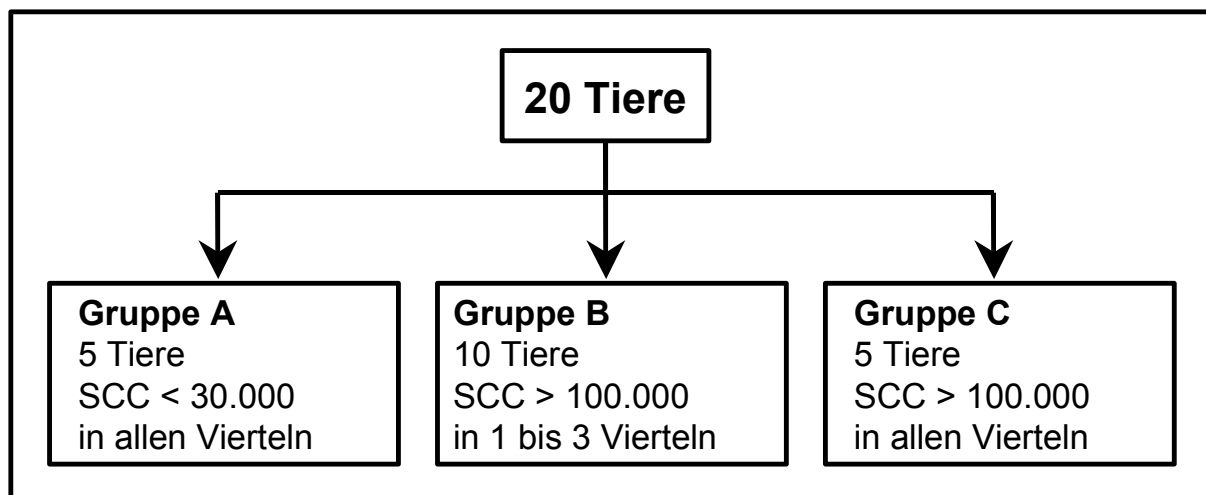 20 Tiere
Gruppe A
5 Tiere
SCC < 30.000
in allen Vierteln
Gruppe B
10 Tiere
SCC > 100.000
in 1 bis 3 Vierteln
Gruppe C
5 Tiere
SCC > 100.000
in allen Vierteln